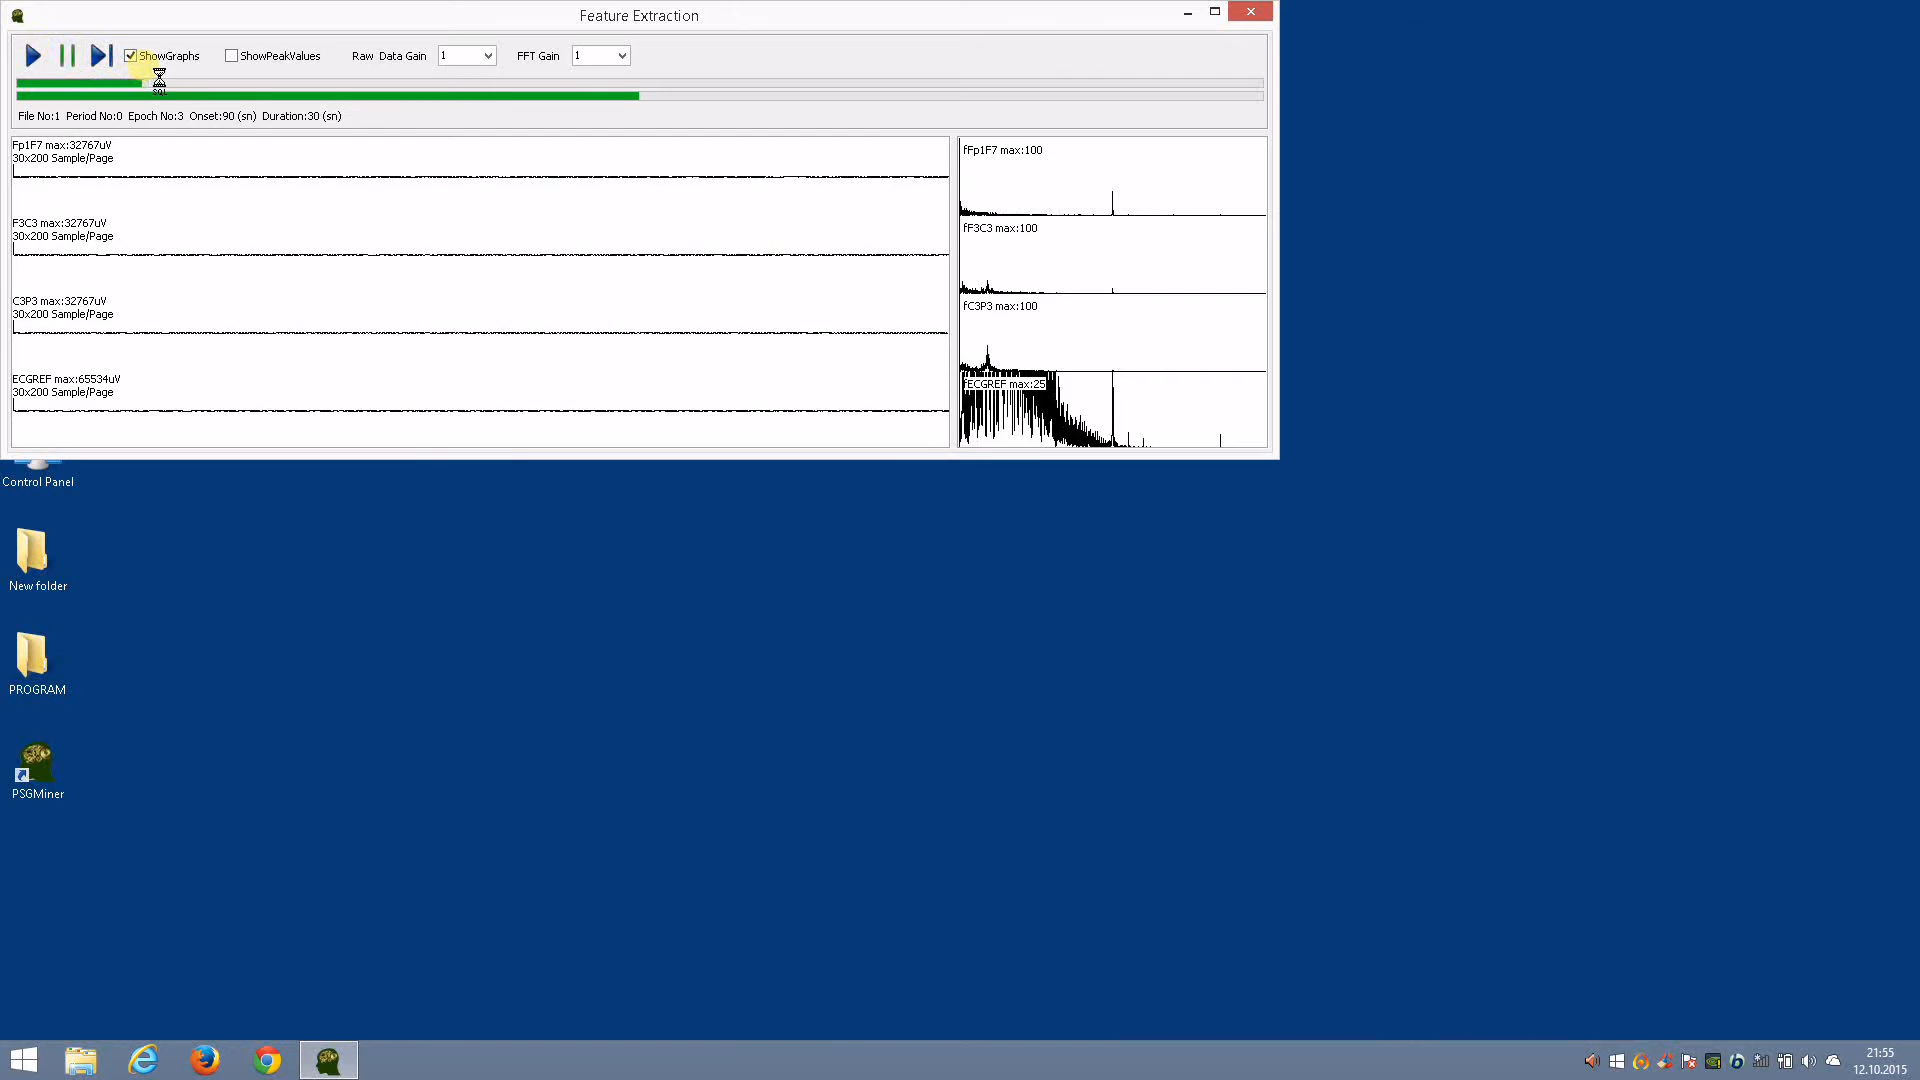 Feature Extraction
ShowGraphs ShowPeakValues Raw Data Gain 1 FFT Gain 1
SQL
File No:1 Period No:0 Epoch No:3 Onset:90 (sn) Duration:30 (sn)
Fp1F7 max:32767uV
30x200 Sample/Page
F3C3 max:32767uV
30x200 Sample/Page
C3P3 max:32767uV
30x200 Sample/Page
ECGREF max:65534uV
30x200 Sample/Page
fFp1F7 max:100
fF3C3 max:100
fC3P3 max:100
fECGREF max:25
Control Panel
New folder
PROGRAM
PSGMiner
21:55
12.10.2015